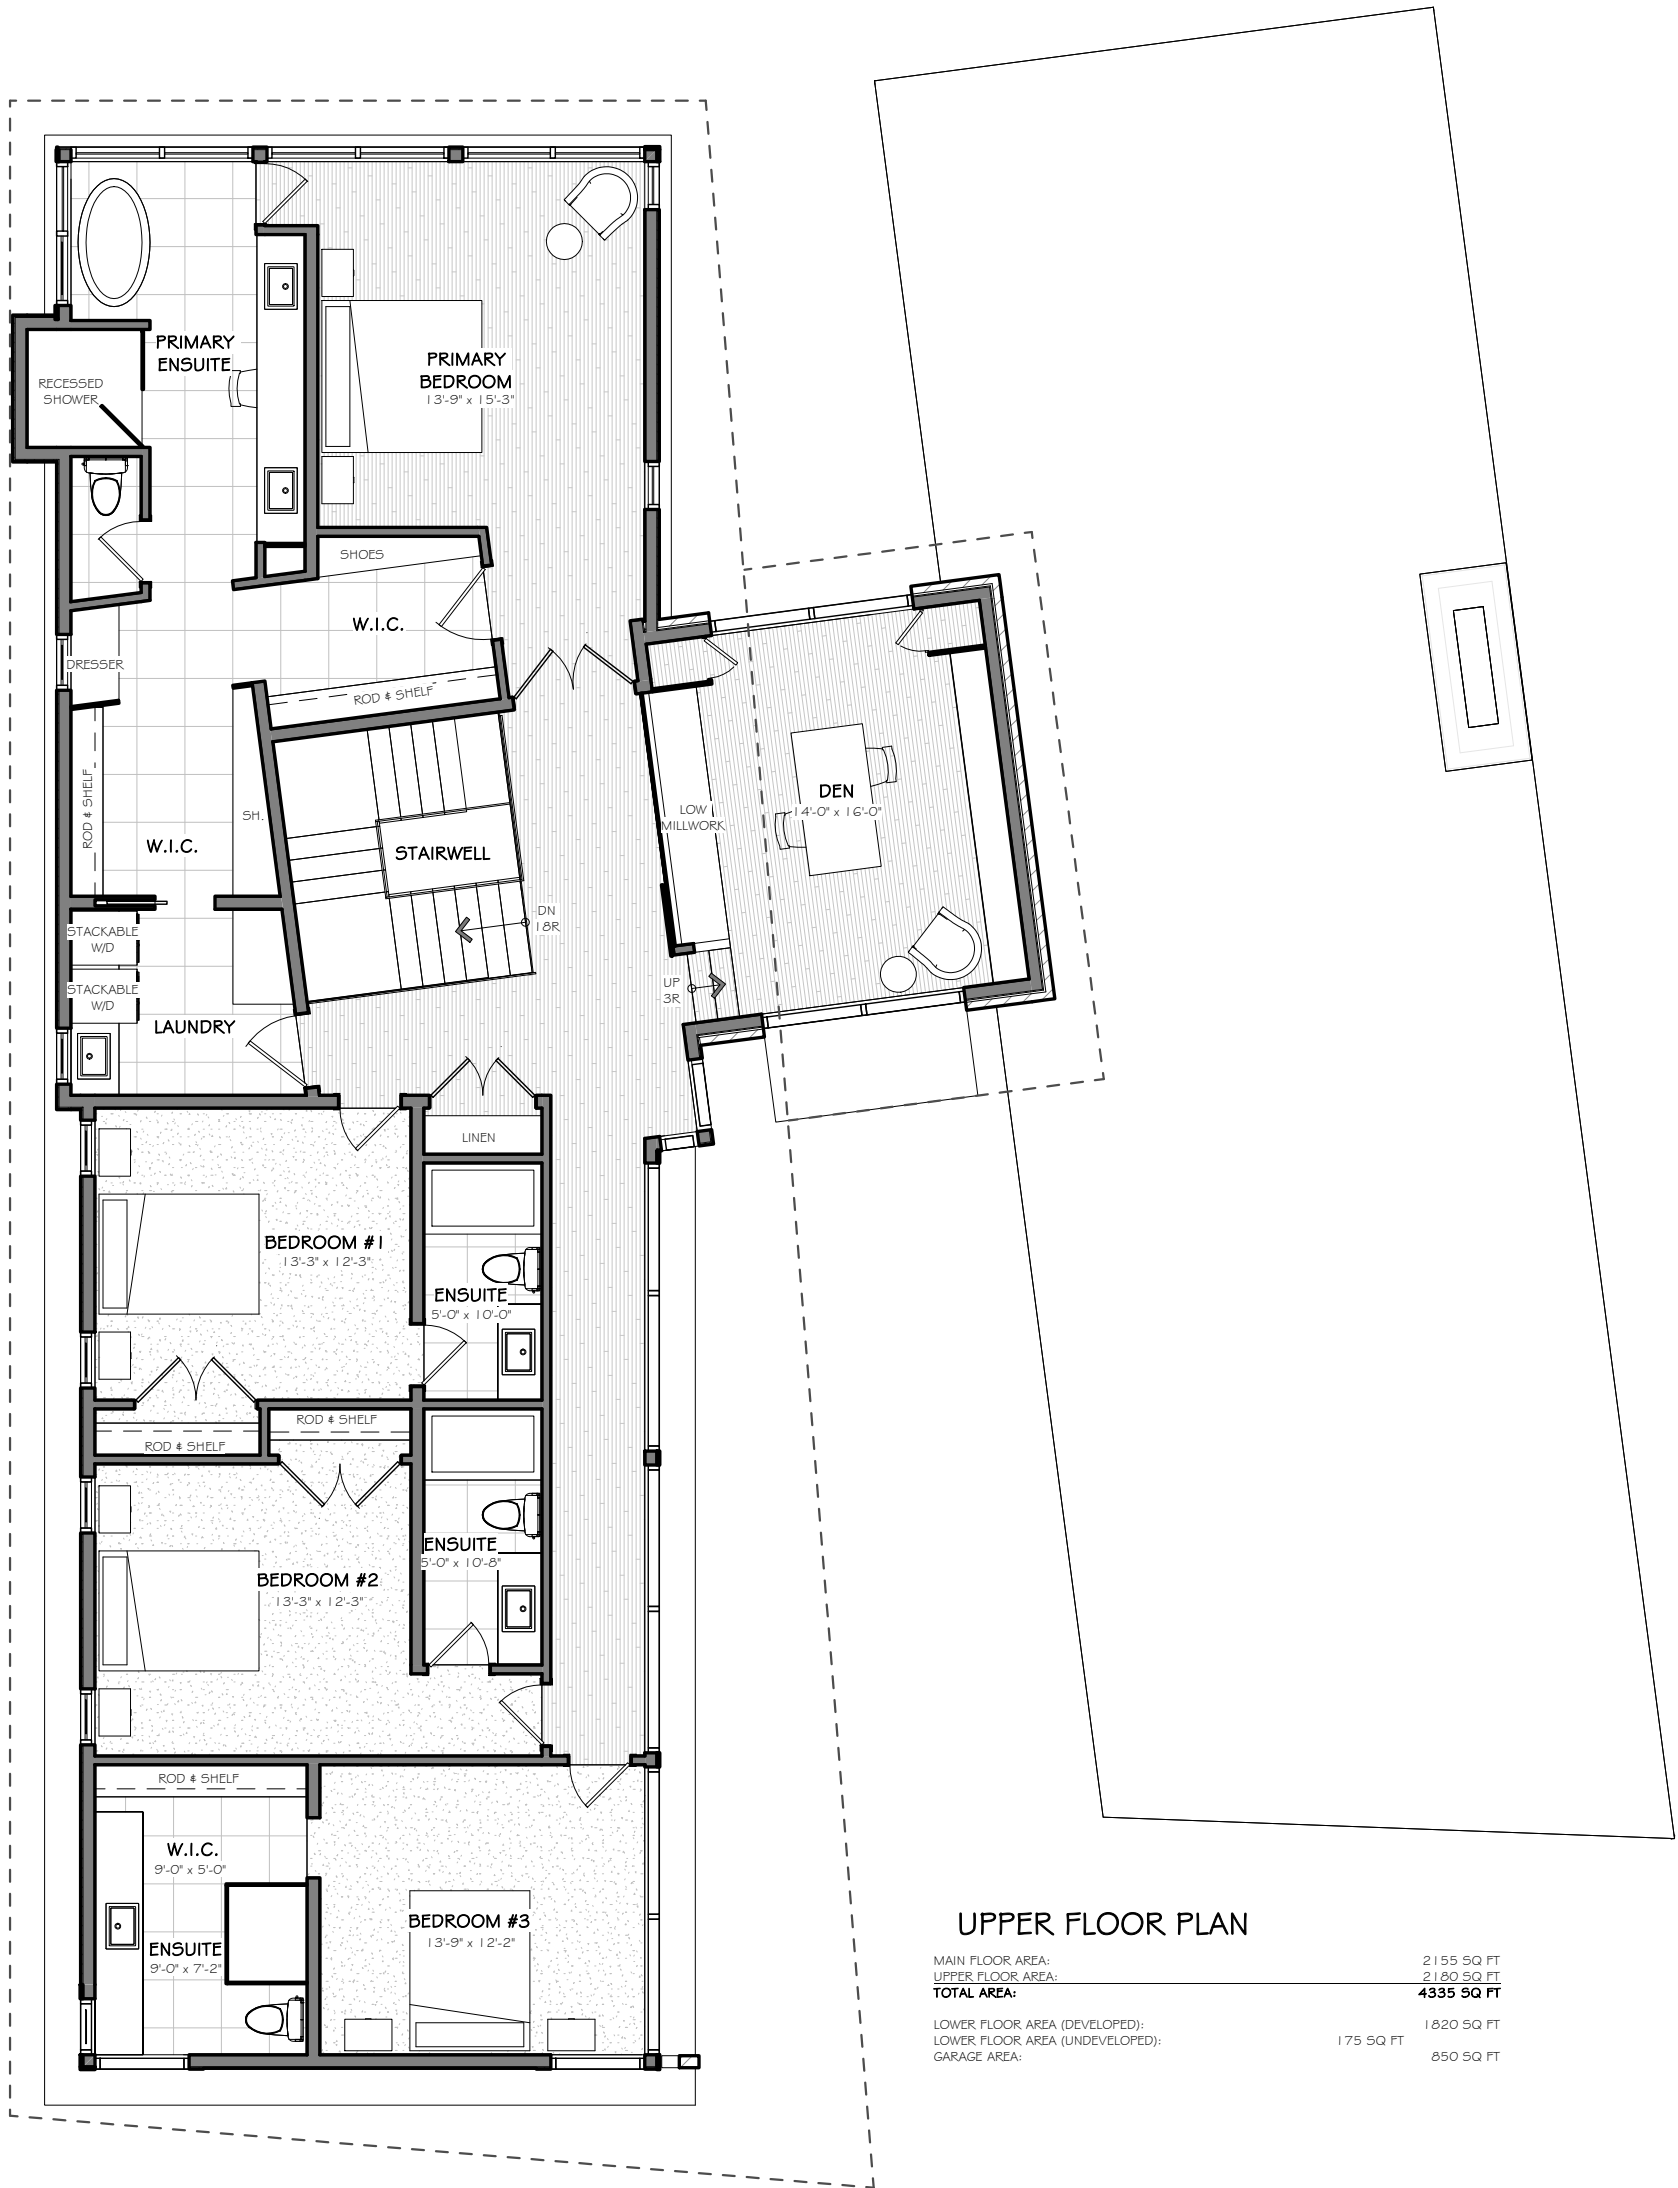 PRIMARY
ENSUITE
RECESSED
SHOWER
PRIMARY
BEDROOM
13'-9" x 15'-3"
SHOES
W.I.C.
DRESSER
ROD & SHELF
ROD & SHELF
SH.
W.I.C.
STAIRWELL
LOW
MILLWORK
DEN
14'-0" x 16'-0"
DN
18R
STACKABLE
W/D
STACKABLE
W/D
UP
3R
LAUNDRY
LINEN
BEDROOM #1
13'-3" x 12'-3"
ENSUITE
5'-0" x 10'-0"
ROD & SHELF
ROD & SHELF
ENSUITE
5'-0" x 10'-8"
BEDROOM #2
13'-3" x 12'-3"
ROD & SHELF
W.I.C.
9'-0" x 5'-0"
BEDROOM #3
13'-9" x 12'-2"
ENSUITE
9'-0" x 7'-2"
UPPER FLOOR PLAN
MAIN FLOOR AREA: 2155 SQ FT
UPPER FLOOR AREA: 2180 SQ FT
TOTAL AREA: 4335 SQ FT
LOWER FLOOR AREA (DEVELOPED): 1820 SQ FT
LOWER FLOOR AREA (UNDEVELOPED): 175 SQ FT
GARAGE AREA: 850 SQ FT